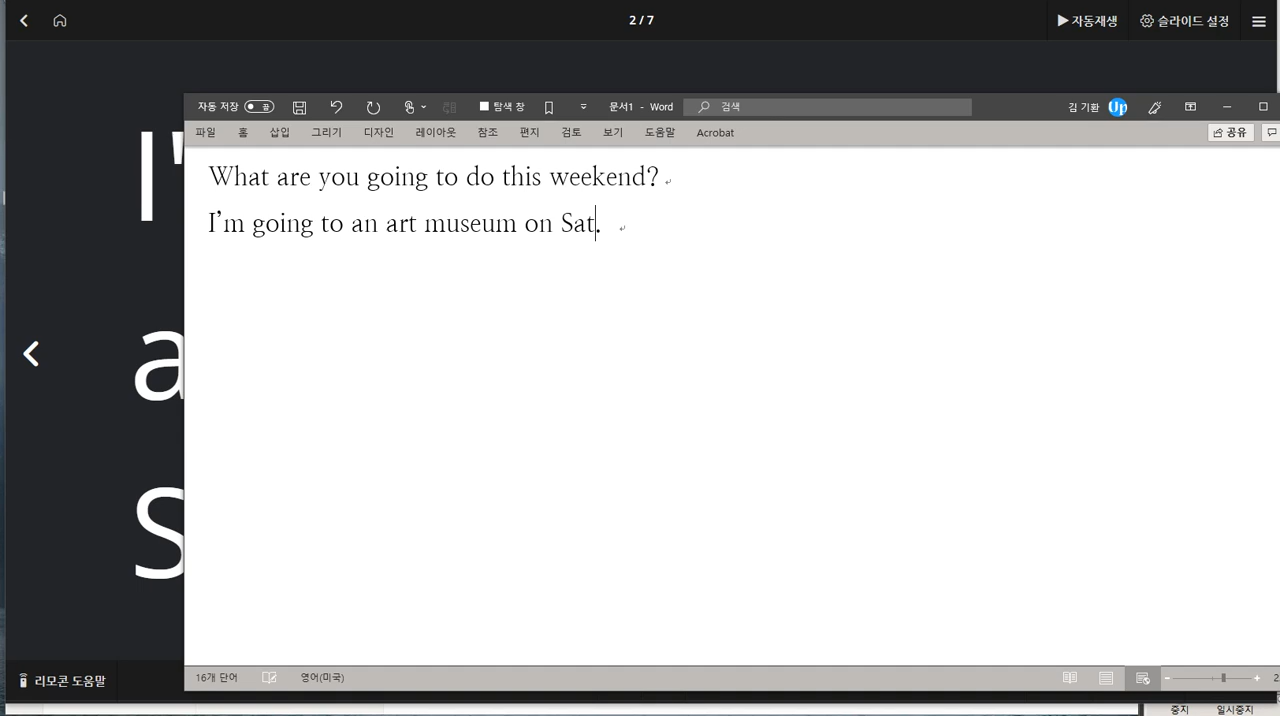 2 / 7
자동재생
슬라이드 설정
자동 저장
탐색 창
문서1 - Word
검색
김 기환
Up
파일 홈 삽입 그리기 디자인 레이아웃 참조 편지 검토 보기 도움말 Acrobat
공유
What are you going to do this weekend?
I’m going to an art museum on Sat.
I'
a
S
리모콘 도움말
16개 단어
영어(미국)
중지
일시중지